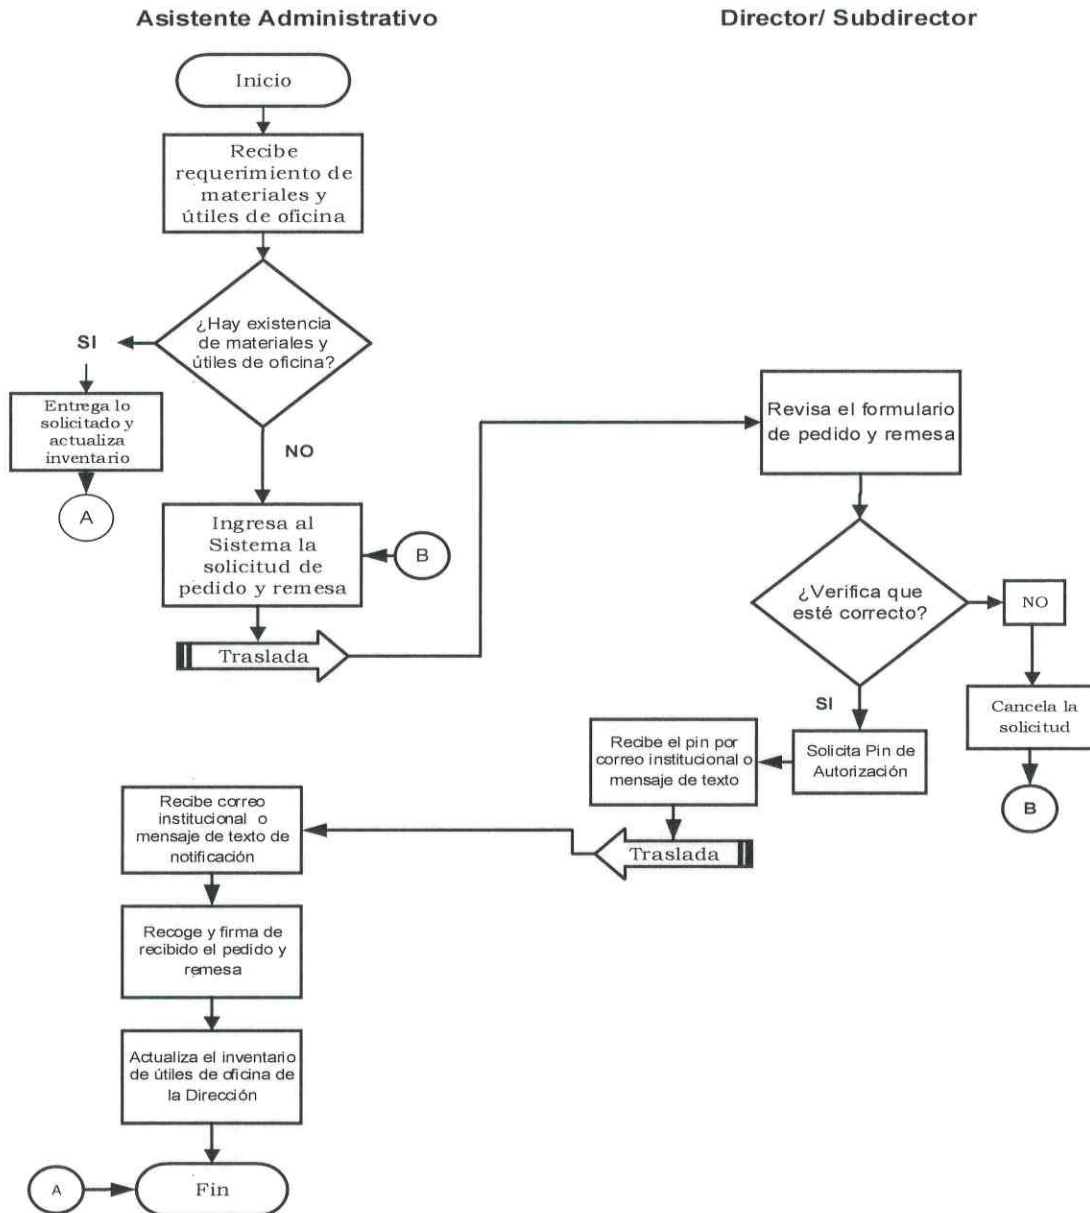 Asistente Administrativo
Director/ Subdirector
Inicio
Recibe
requerimiento de
materiales y
útiles de oficina
¿Hay existencia
de materiales y
útiles de oficina?
SI
Entrega lo
solicitado y
actualiza
inventario
A
NO
Ingresa al
Sistema la
solicitud de
pedido y remesa
B
Traslada
Revisa el formulario
de pedido y remesa
¿Verifica que
esté correcto?
NO
Cancela la
solicitud
B
SI
Solicita Pin de
Autorización
Recibe el pin por
correo institucional o
mensaje de texto
Traslada
Recibe correo
institucional o
mensaje de texto de
notificación
Recoge y firma de
recibido el pedido y
remesa
Actualiza el inventario
de útiles de oficina de
la Dirección
A
Fin